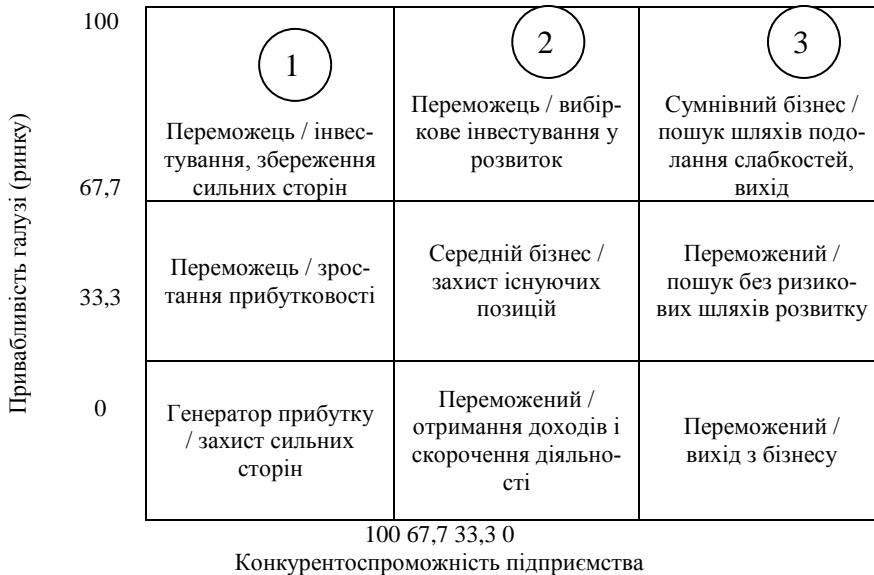 100
1
2
3
Переможець / інвес-
тування, збереження
сильних сторін
Переможець / вибір-
кове інвестування у
розвиток
Сумнівний бізнес /
пошук шляхів подо-
лання слабкостей,
вихід
67,7
Переможець / зрос-
тання прибутковості
Середній бізнес /
захист існуючих
позицій
Переможений /
пошук без ризико-
вих шляхів розвитку
33,3
0
Генератор прибутку
/ захист сильних
сторін
Переможений /
отримання доходів і
скорочення діяльно-
сті
Переможений /
вихід з бізнесу
Привабливість галузі (ринку)
100 67,7 33,3 0
Конкурентоспроможність підприємства